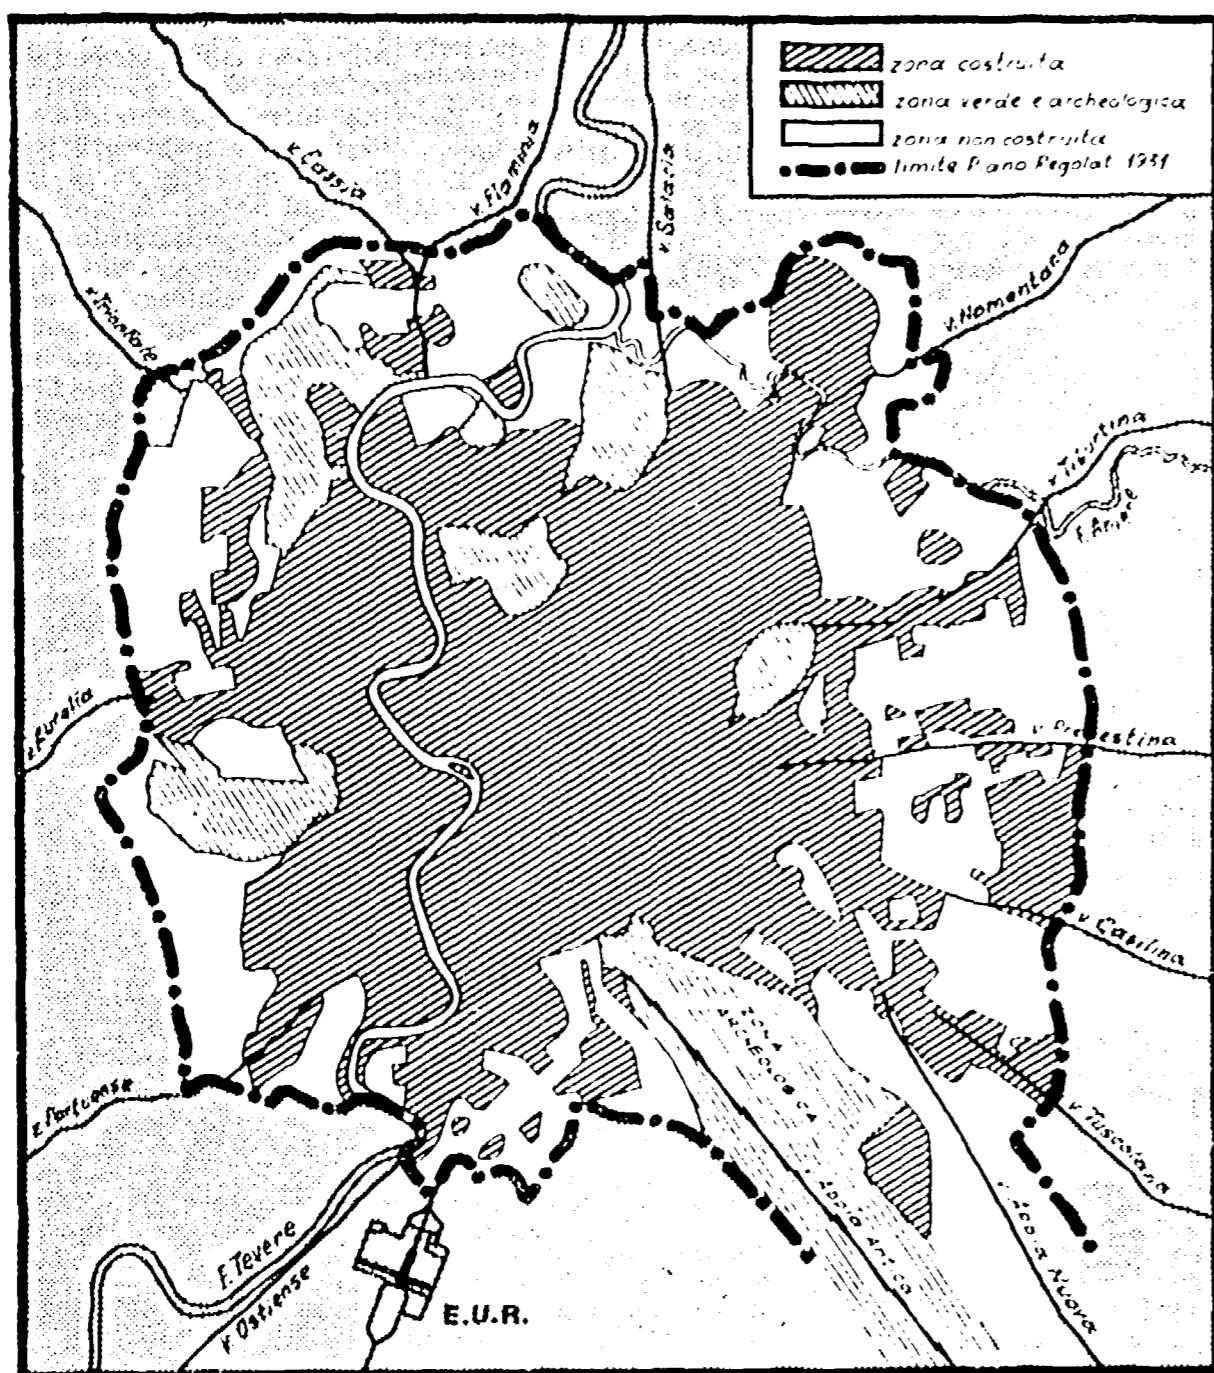 zona costruita
zona verde e archeologica
zona non costruita
limite Piano Regolat. 1931
v. Cassia
v. Flaminia
v. Salaria
v. Trionfale
v. Nomentana
v. Tiburtina
F. Aniene
v. Aurelia
v. Prenestina
v. Casilina
ZONA
ARCHEOLOGICA
v. Portuense
v. Tuscolana
v. Appia Antica
v. Appia Nuova
F. Tevere
v. Ostiense
E.U.R.